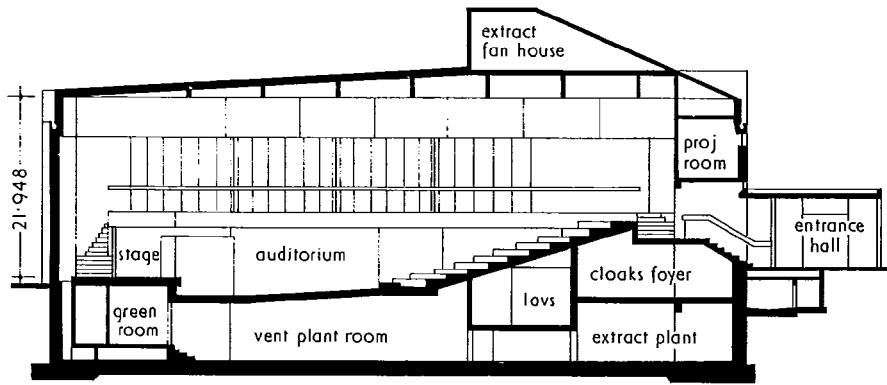 extract
fan house
proj
room
21·948
entrance
hall
stage
auditorium
cloaks foyer
green
room
lavs
vent plant room
extract plant